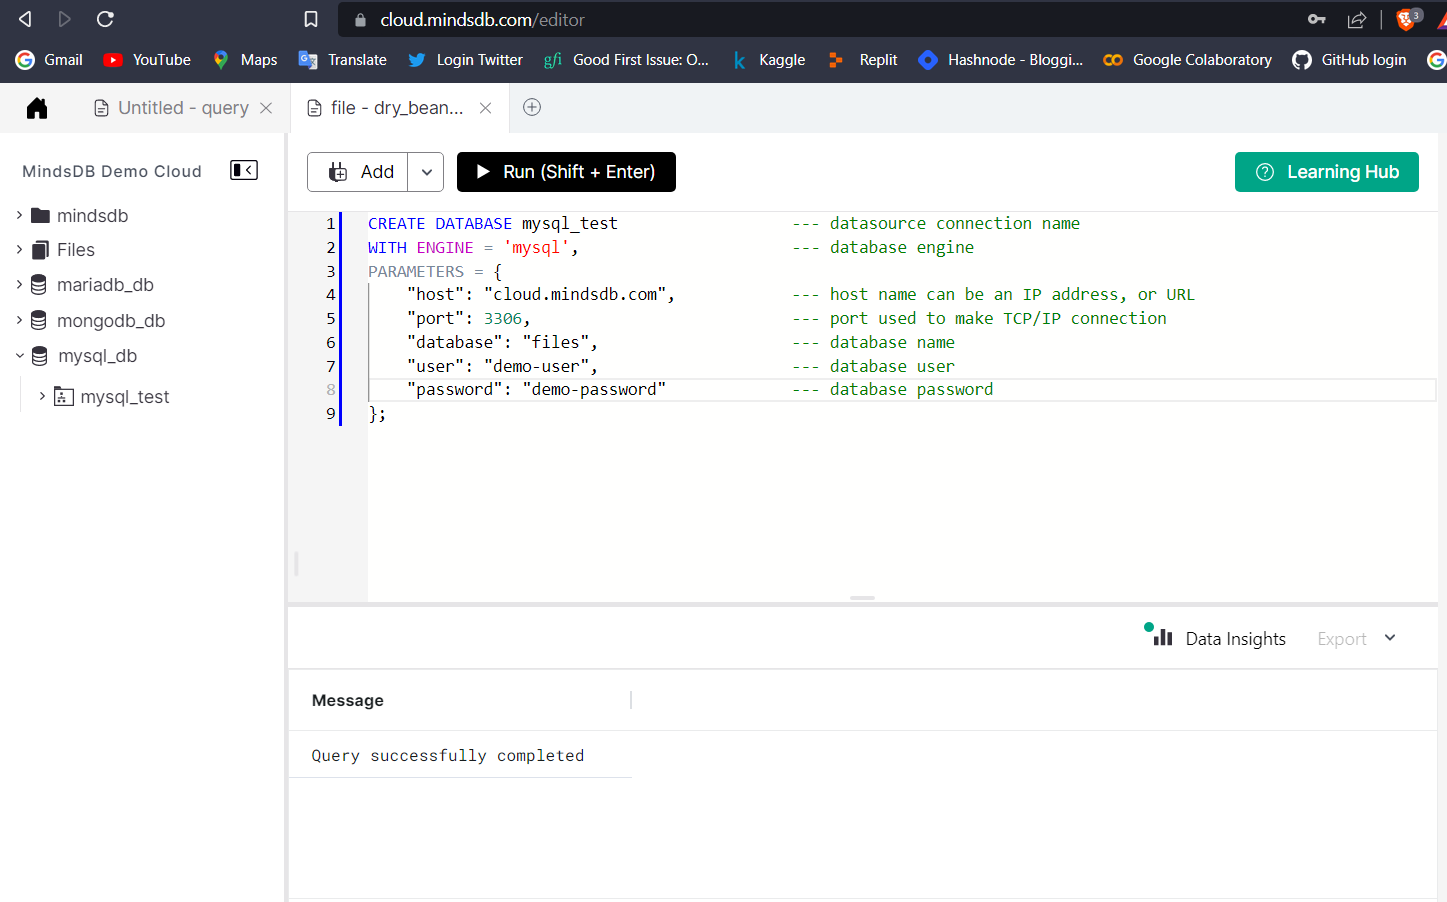 cloud.mindsdb.com/editor
3
Gmail YouTube Maps Translate Login Twitter gfi Good First Issue: O... k Kaggle Replit Hashnode - Bloggi... Google Colaboratory GitHub login
Untitled - query file - dry_bean...
MindsDB Demo Cloud
mindsdb
Files
mariadb_db
mongodb_db
mysql_db
mysql_test
Add Run (Shift + Enter) Learning Hub
1 CREATE DATABASE mysql_test --- datasource connection name
2 WITH ENGINE = 'mysql', --- database engine
3 PARAMETERS = {
4 "host": "cloud.mindsdb.com", --- host name can be an IP address, or URL
5 "port": 3306, --- port used to make TCP/IP connection
6 "database": "files", --- database name
7 "user": "demo-user", --- database user
8 "password": "demo-password" --- database password
9 };
Data Insights Export
Message
Query successfully completed